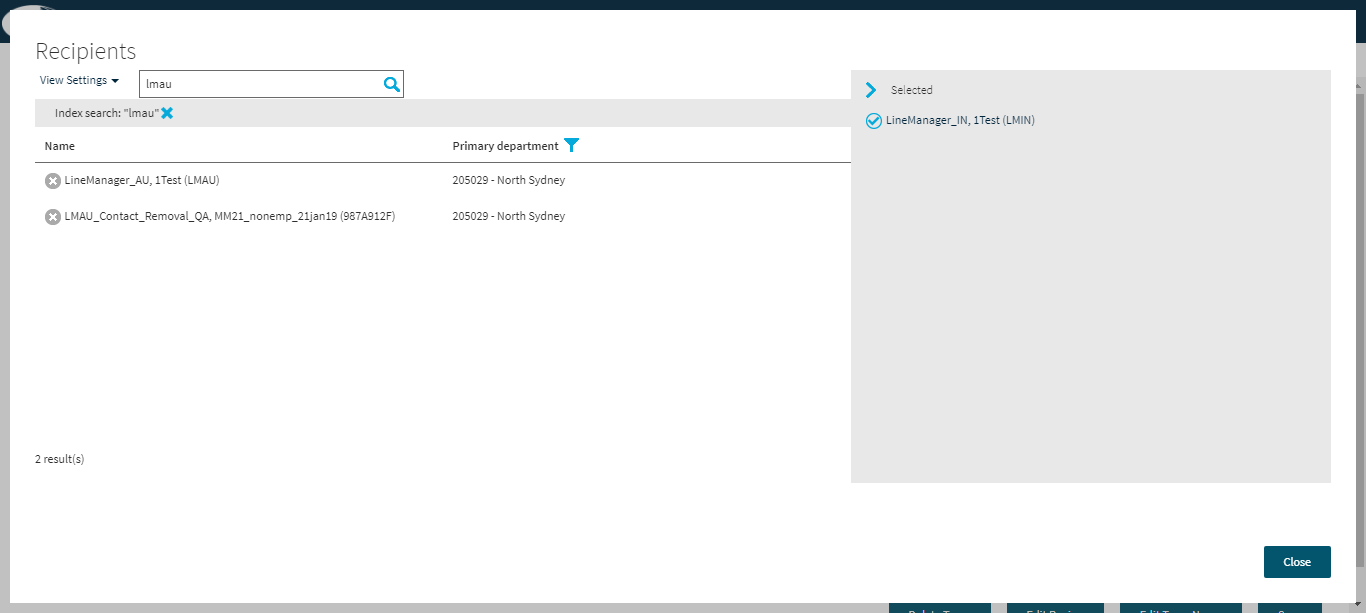 Recipients
View Settings
lmau
Index search: "lmau"
Name Primary department
LineManager_AU, 1Test (LMAU) 205029 - North Sydney
LMAU_Contact_Removal_QA, MM21_nonemp_21jan19 (987A912F) 205029 - North Sydney
2 result(s)
Selected
LineManager_IN, 1Test (LMIN)
Close